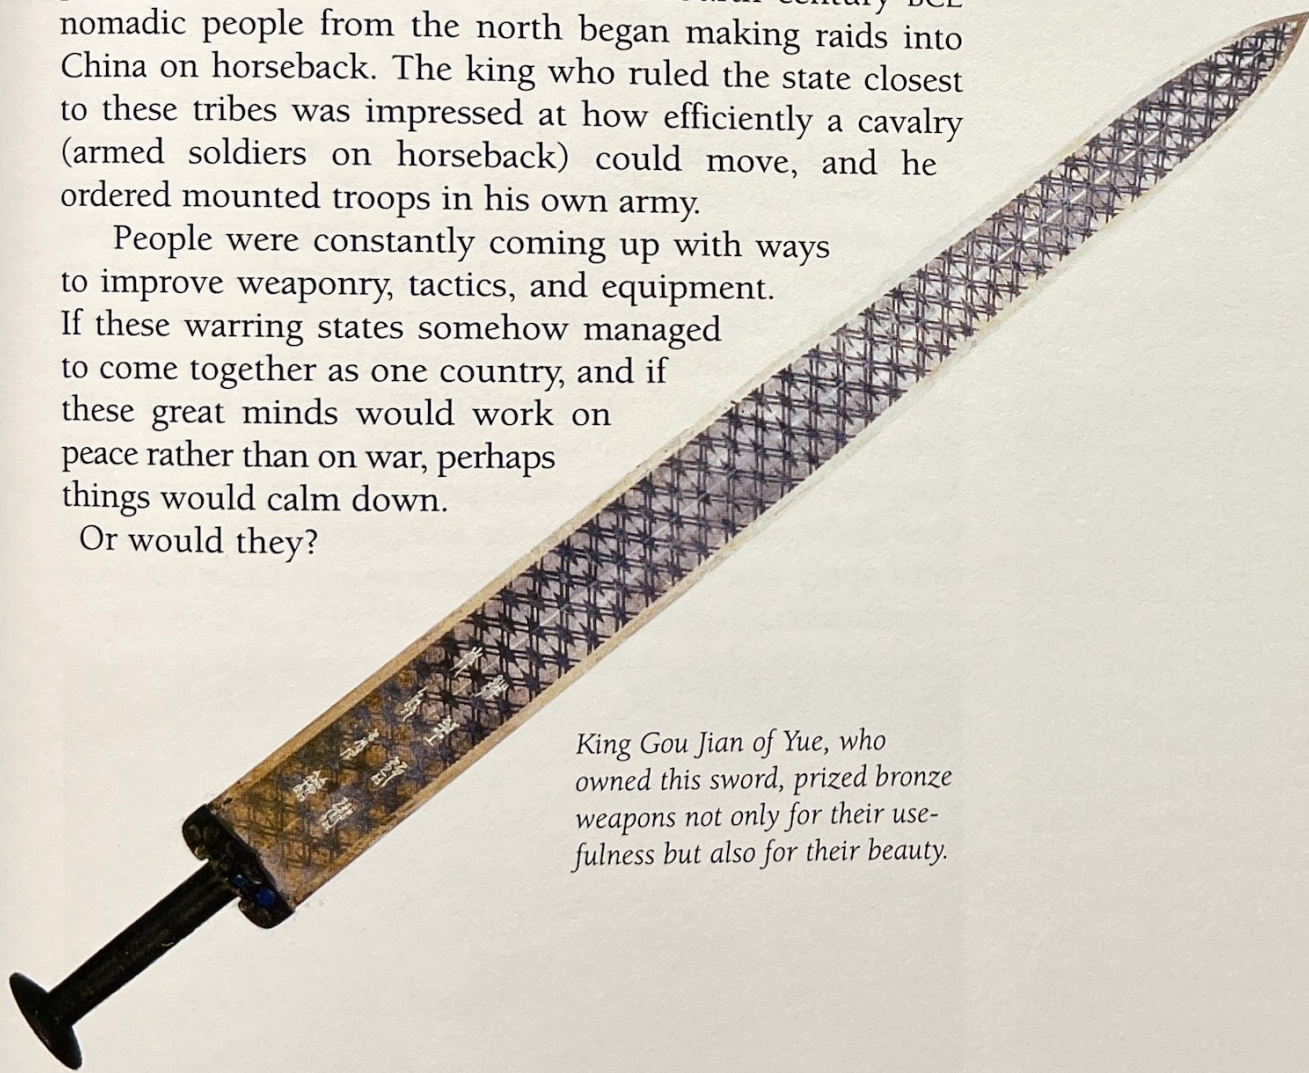 century BCE
nomadic people from the north began making raids into
China on horseback. The king who ruled the state closest
to these tribes was impressed at how efficiently a cavalry
(armed soldiers on horseback) could move, and he
ordered mounted troops in his own army.
People were constantly coming up with ways
to improve weaponry, tactics, and equipment.
If these warring states somehow managed
to come together as one country, and if
these great minds would work on
peace rather than on war, perhaps
things would calm down.
Or would they?
King Gou Jian of Yue, who
owned this sword, prized bronze
weapons not only for their use-
fulness but also for their beauty.